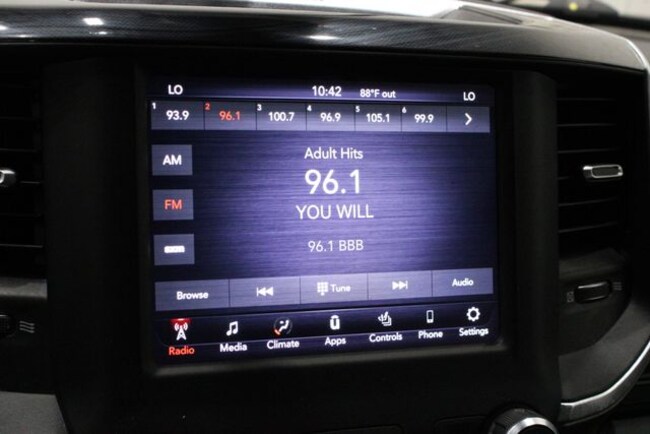 LO 10:42 88°F out LO
1 93.9 2 96.1 3 100.7 4 96.9 5 105.1 6 99.9
Adult Hits
AM
96.1
FM
YOU WILL
96.1 BBB
Browse Tune Audio
Radio Media Climate Apps Controls Phone Settings